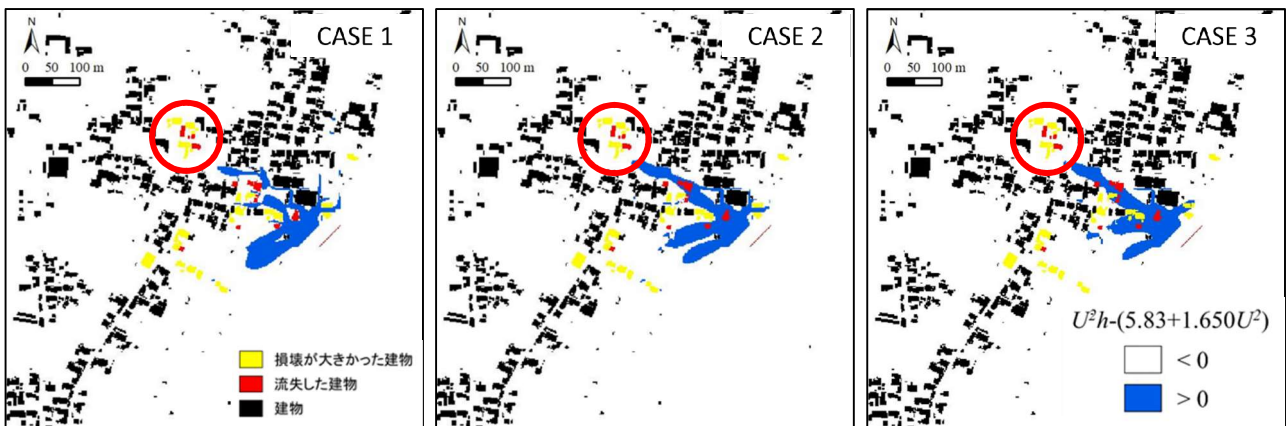 CASE 1
N
0 50 100 m
損壊が大きかった建物
流失した建物
建物
CASE 2
N
0 50 100 m
CASE 3
N
0 50 100 m
U²h-(5.83+1.650U²)
< 0
> 0